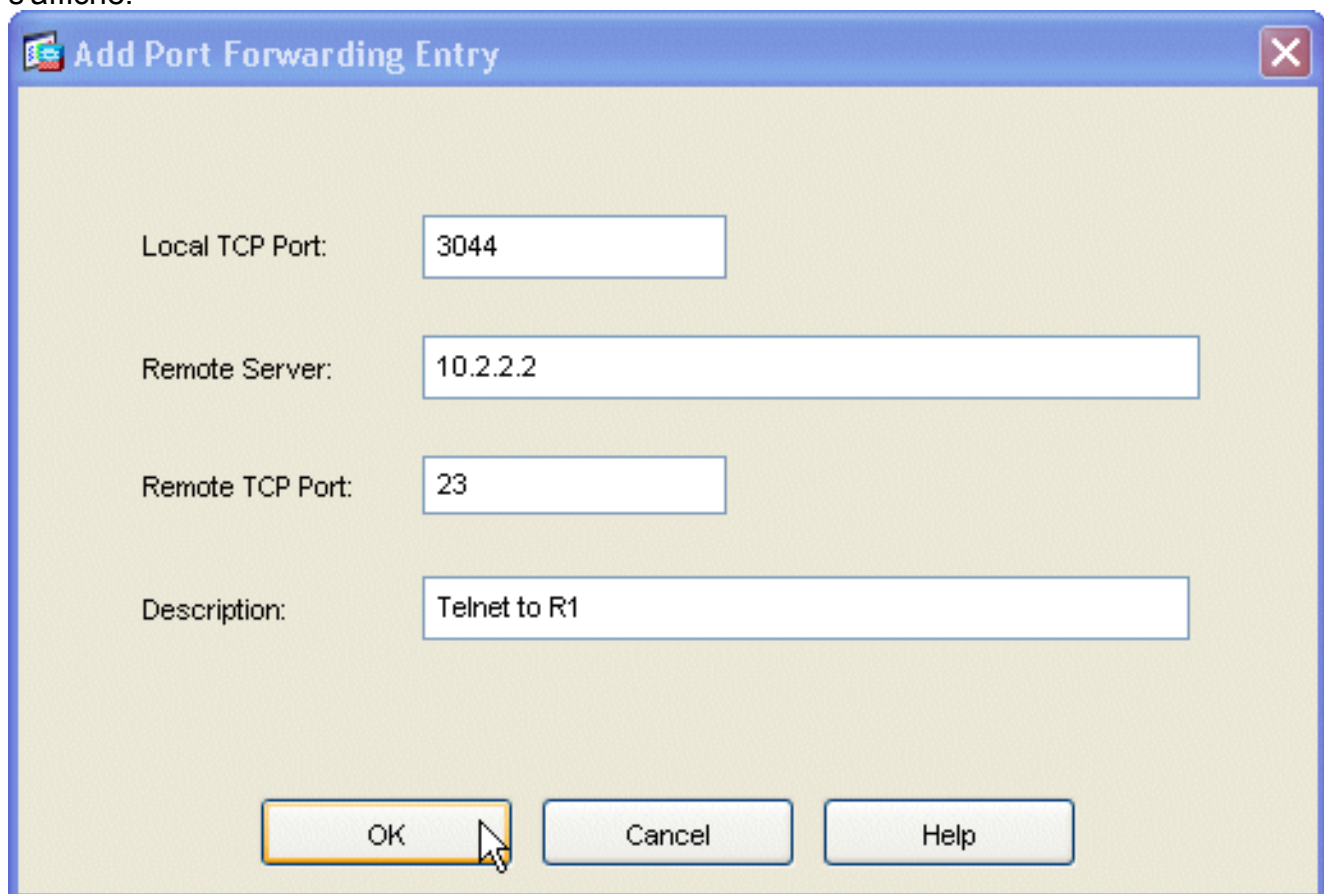 s'affiche.
Add Port Forwarding Entry
Local TCP Port: 3044
Remote Server: 10.2.2.2
Remote TCP Port: 23
Description: Telnet to R1
OK Cancel Help